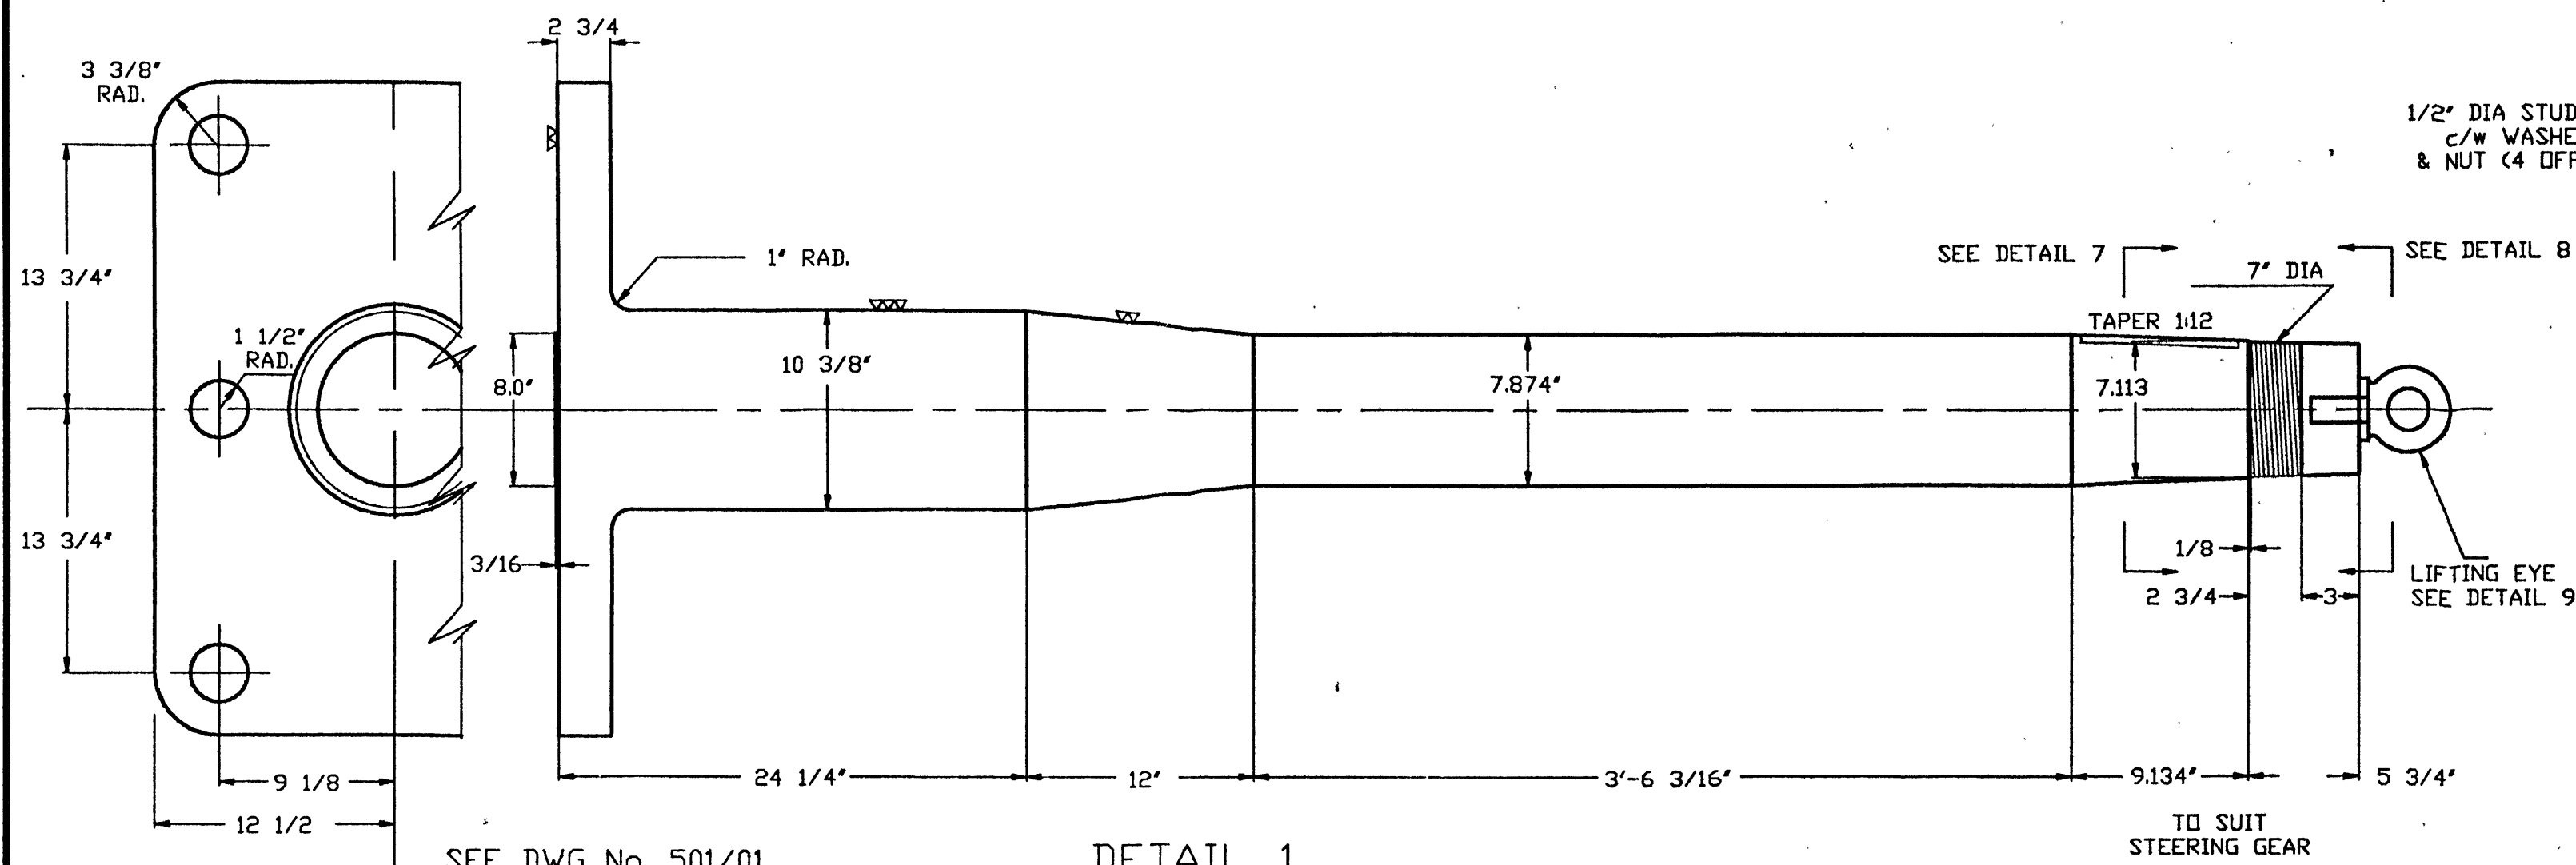 2 3/4
3 3/8"
RAD.
1/2" DIA STUD
c/w WASHE
& NUT (4 OFF
13 3/4"
1" RAD.
SEE DETAIL 7
SEE DETAIL 8
7" DIA
TAPER 1:12
1 1/2"
RAD.
8.0"
10 3/8"
7.874"
7.113
13 3/4"
3/16
1/8
2 3/4
3
LIFTING EYE
SEE DETAIL 9
9 1/8
24 1/4"
12"
3'-6 3/16"
9.134"
5 3/4"
12 1/2
TO SUIT
STEERING GEAR
SEE DWG No. 501/01
DETAIL 1